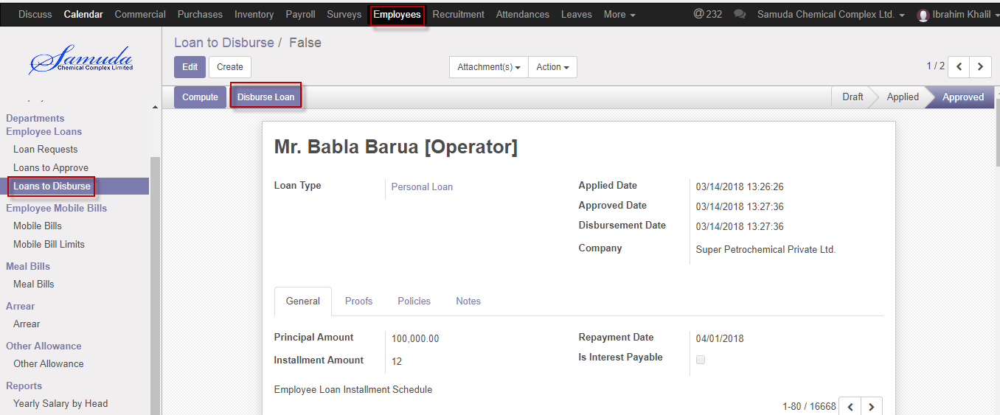 Discuss Calendar Commercial Purchases Inventory Payroll Surveys Employees Recruitment Attendances Leaves More @ 232 Samuda Chemical Complex Ltd. Ibrahim Khalil
Samuda
Chemical Complex Limited
Departments
Employee Loans
Loan Requests
Loans to Approve
Loans to Disburse
Employee Mobile Bills
Mobile Bills
Mobile Bill Limits
Meal Bills
Meal Bills
Arrear
Arrear
Other Allowance
Other Allowance
Reports
Yearly Salary by Head
Loan to Disburse / False
Edit Create Attachment(s) Action 1 / 2
Compute Disburse Loan Draft Applied Approved
Mr. Babla Barua [Operator]
Loan Type Personal Loan
Applied Date 03/14/2018 13:26:26
Approved Date 03/14/2018 13:27:36
Disbursement Date 03/14/2018 13:27:36
Company Super Petrochemical Private Ltd.
General Proofs Policies Notes
Principal Amount 100,000.00 Repayment Date 04/01/2018
Installment Amount 12 Is Interest Payable
Employee Loan Installment Schedule
1-80 / 16668